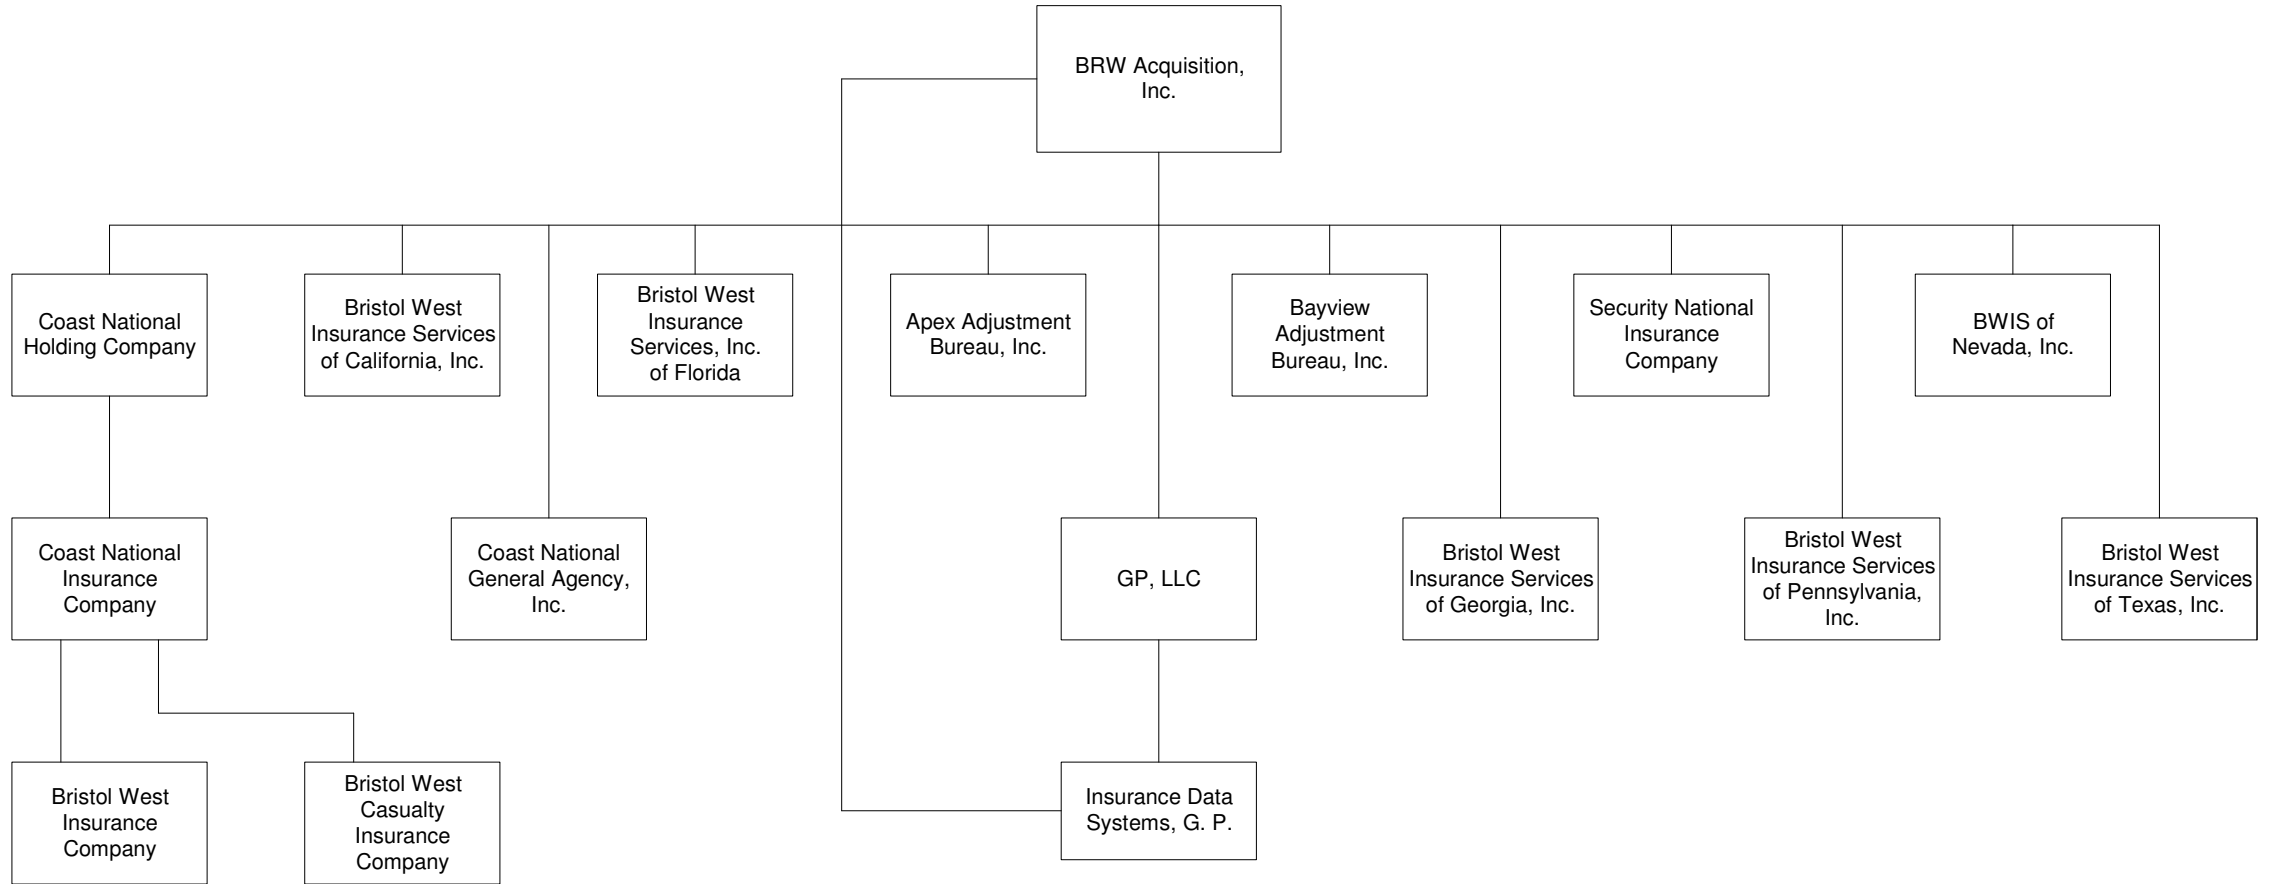 BRW Acquisition,
Inc.
Coast National
Holding Company
Bristol West
Insurance Services
of California, Inc.
Bristol West
Insurance
Services, Inc.
of Florida
Apex Adjustment
Bureau, Inc.
Bayview
Adjustment
Bureau, Inc.
Security National
Insurance
Company
BWIS of
Nevada, Inc.
Coast National
Insurance
Company
Coast National
General Agency,
Inc.
GP, LLC
Bristol West
Insurance Services
of Georgia, Inc.
Bristol West
Insurance Services
of Pennsylvania,
Inc.
Bristol West
Insurance Services
of Texas, Inc.
Bristol West
Insurance
Company
Bristol West
Casualty
Insurance
Company
Insurance Data
Systems, G. P.